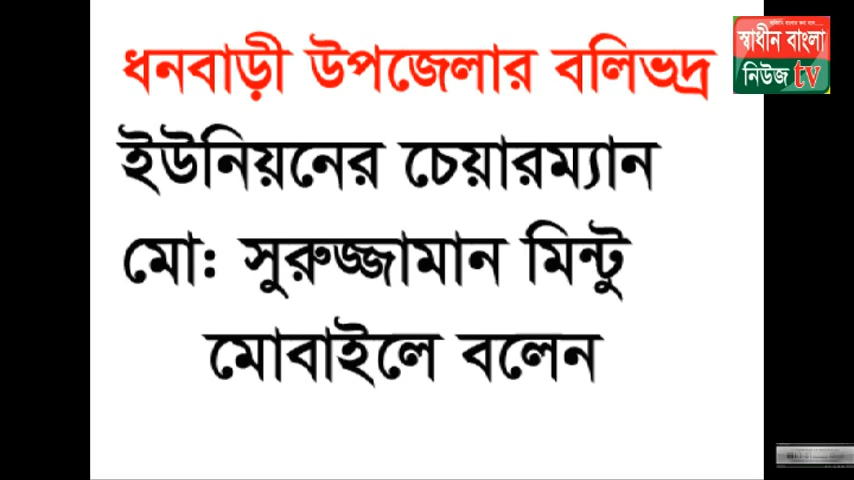 ধনবাড়ী উপজেলার বলিভদ্র
ইউনিয়নের চেয়ারম্যান
মো: সুরুজ্জামান মিন্টু
মোবাইলে বলেন
স্বাধীন বাংলা
নিউজ tv